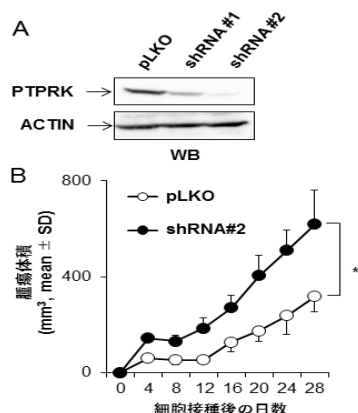 A
pLKO
shRNA#1
shRNA#2
PTPRK
ACTIN
WB
B
800
400
0
腫瘍体積
(mm³, mean ± SD)
pLKO
shRNA#2
*
0 4 8 12 16 20 24 28
細胞接種後の日数